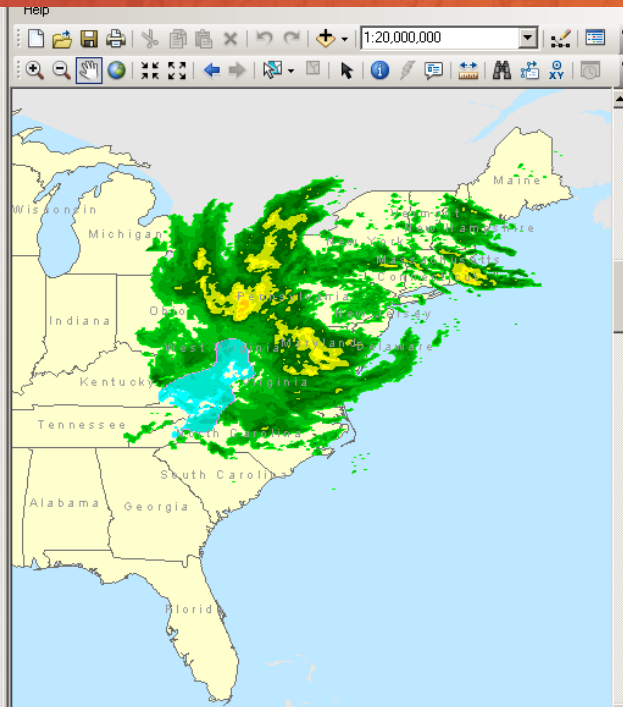 Help
1:20,000,000
XY
Maine
Wisconsin
Vermont
New Hampshire
Michigan
New York
Massachusetts
Pennsylvania
Ohio
New Jersey
Indiana
West Virginia
Maryland
Delaware
Kentucky
Virginia
Tennessee
North Carolina
South Carolina
Alabama
Georgia
Florida